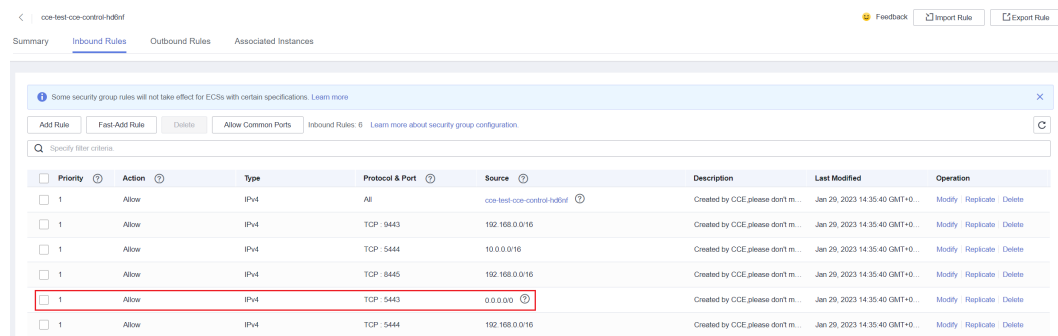 cce-test-cce-control-hd6nf Feedback Import Rule Export Rule
Summary Inbound Rules Outbound Rules Associated Instances
Some security group rules will not take effect for ECSs with certain specifications. Learn more
Add Rule Fast-Add Rule Delete Allow Common Ports Inbound Rules: 6 Learn more about security group configuration.
Specify filter criteria.
Priority Action Type Protocol & Port Source Description Last Modified Operation
1 Allow IPv4 All cce-test-cce-control-hd6nf Created by CCE,please don't m... Jan 29, 2023 14:35:40 GMT+0... Modify Replicate Delete
1 Allow IPv4 TCP : 9443 192.168.0.0/16 Created by CCE,please don't m... Jan 29, 2023 14:35:40 GMT+0... Modify Replicate Delete
1 Allow IPv4 TCP : 5444 10.0.0.0/16 Created by CCE,please don't m... Jan 29, 2023 14:35:40 GMT+0... Modify Replicate Delete
1 Allow IPv4 TCP : 8445 192.168.0.0/16 Created by CCE,please don't m... Jan 29, 2023 14:35:40 GMT+0... Modify Replicate Delete
1 Allow IPv4 TCP : 5443 0.0.0.0/0 Created by CCE,please don't m... Jan 29, 2023 14:35:40 GMT+0... Modify Replicate Delete
1 Allow IPv4 TCP : 5444 192.168.0.0/16 Created by CCE,please don't m... Jan 29, 2023 14:35:40 GMT+0... Modify Replicate Delete